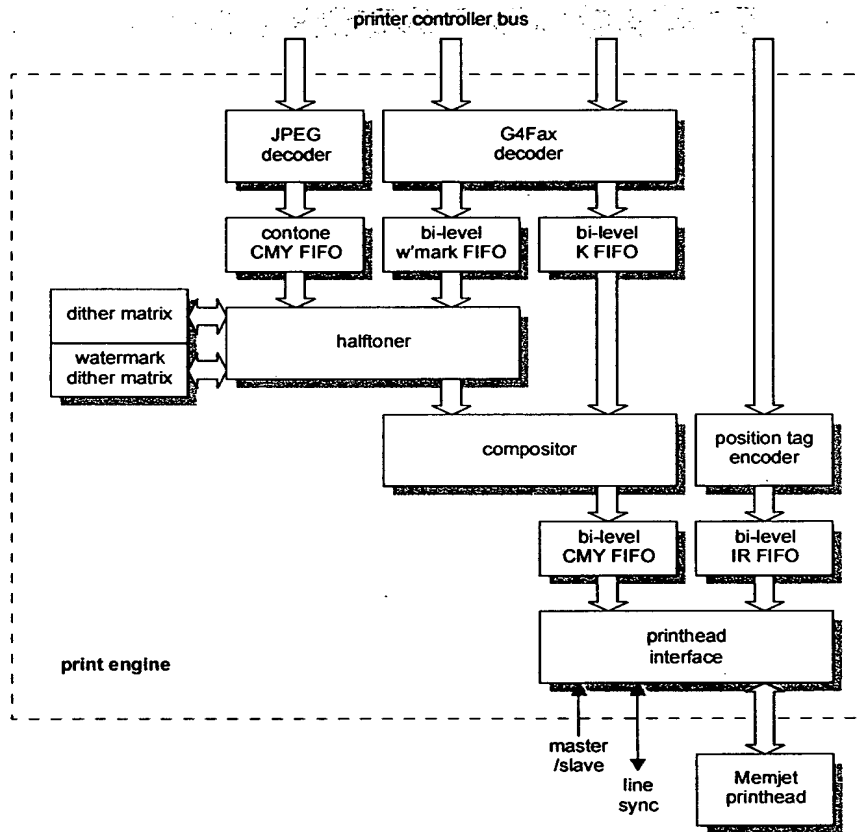 printer controller bus
JPEG
decoder
G4Fax
decoder
contone
CMY FIFO
bi-level
w'mark FIFO
bi-level
K FIFO
dither matrix
watermark
dither matrix
halftoner
compositor
position tag
encoder
bi-level
CMY FIFO
bi-level
IR FIFO
printhead
interface
print engine
master
/slave
line
sync
Memjet
printhead